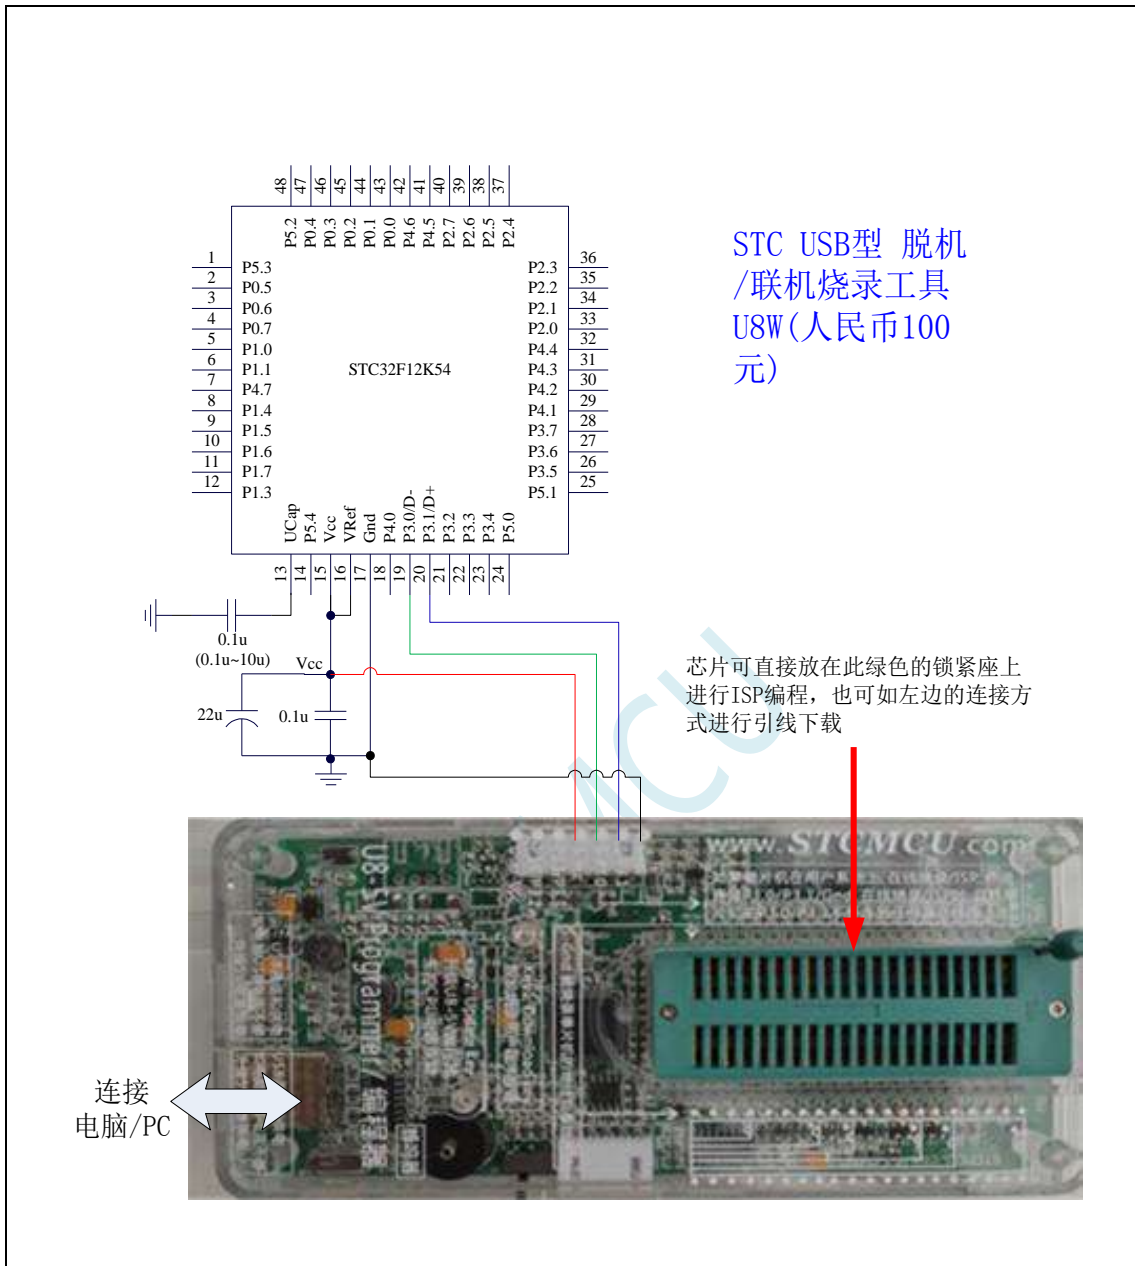 48
47
46
45
44
43
42
41
40
39
38
37
P5.2
P0.4
P0.3
P0.2
P0.1
P0.0
P4.6
P4.5
P2.7
P2.6
P2.5
P2.4
STC USB型 脱机
/联机烧录工具
U8W(人民币100
元)
1 P5.3
2 P0.5
3 P0.6
4 P0.7
5 P1.0
6 P1.1
7 P4.7
8 P1.4
9 P1.5
10 P1.6
11 P1.7
12 P1.3
STC32F12K54
P2.3 36
P2.2 35
P2.1 34
P2.0 33
P4.4 32
P4.3 31
P4.2 30
P4.1 29
P3.7 28
P3.6 27
P3.5 26
P5.1 25
UCap
P5.4
Vcc
VRef
Gnd
P4.0
P3.0/D-
P3.1/D+
P3.2
P3.3
P3.4
P5.0
13
14
15
16
17
18
19
20
21
22
23
24
0.1u
(0.1u~10u)
Vcc
22u
0.1u
芯片可直接放在此绿色的锁紧座上
进行ISP编程，也可如左边的连接方
式进行引线下载
MCU
www.STCMCU.com
U8-5V Programmer/编程器
连接
电脑/PC